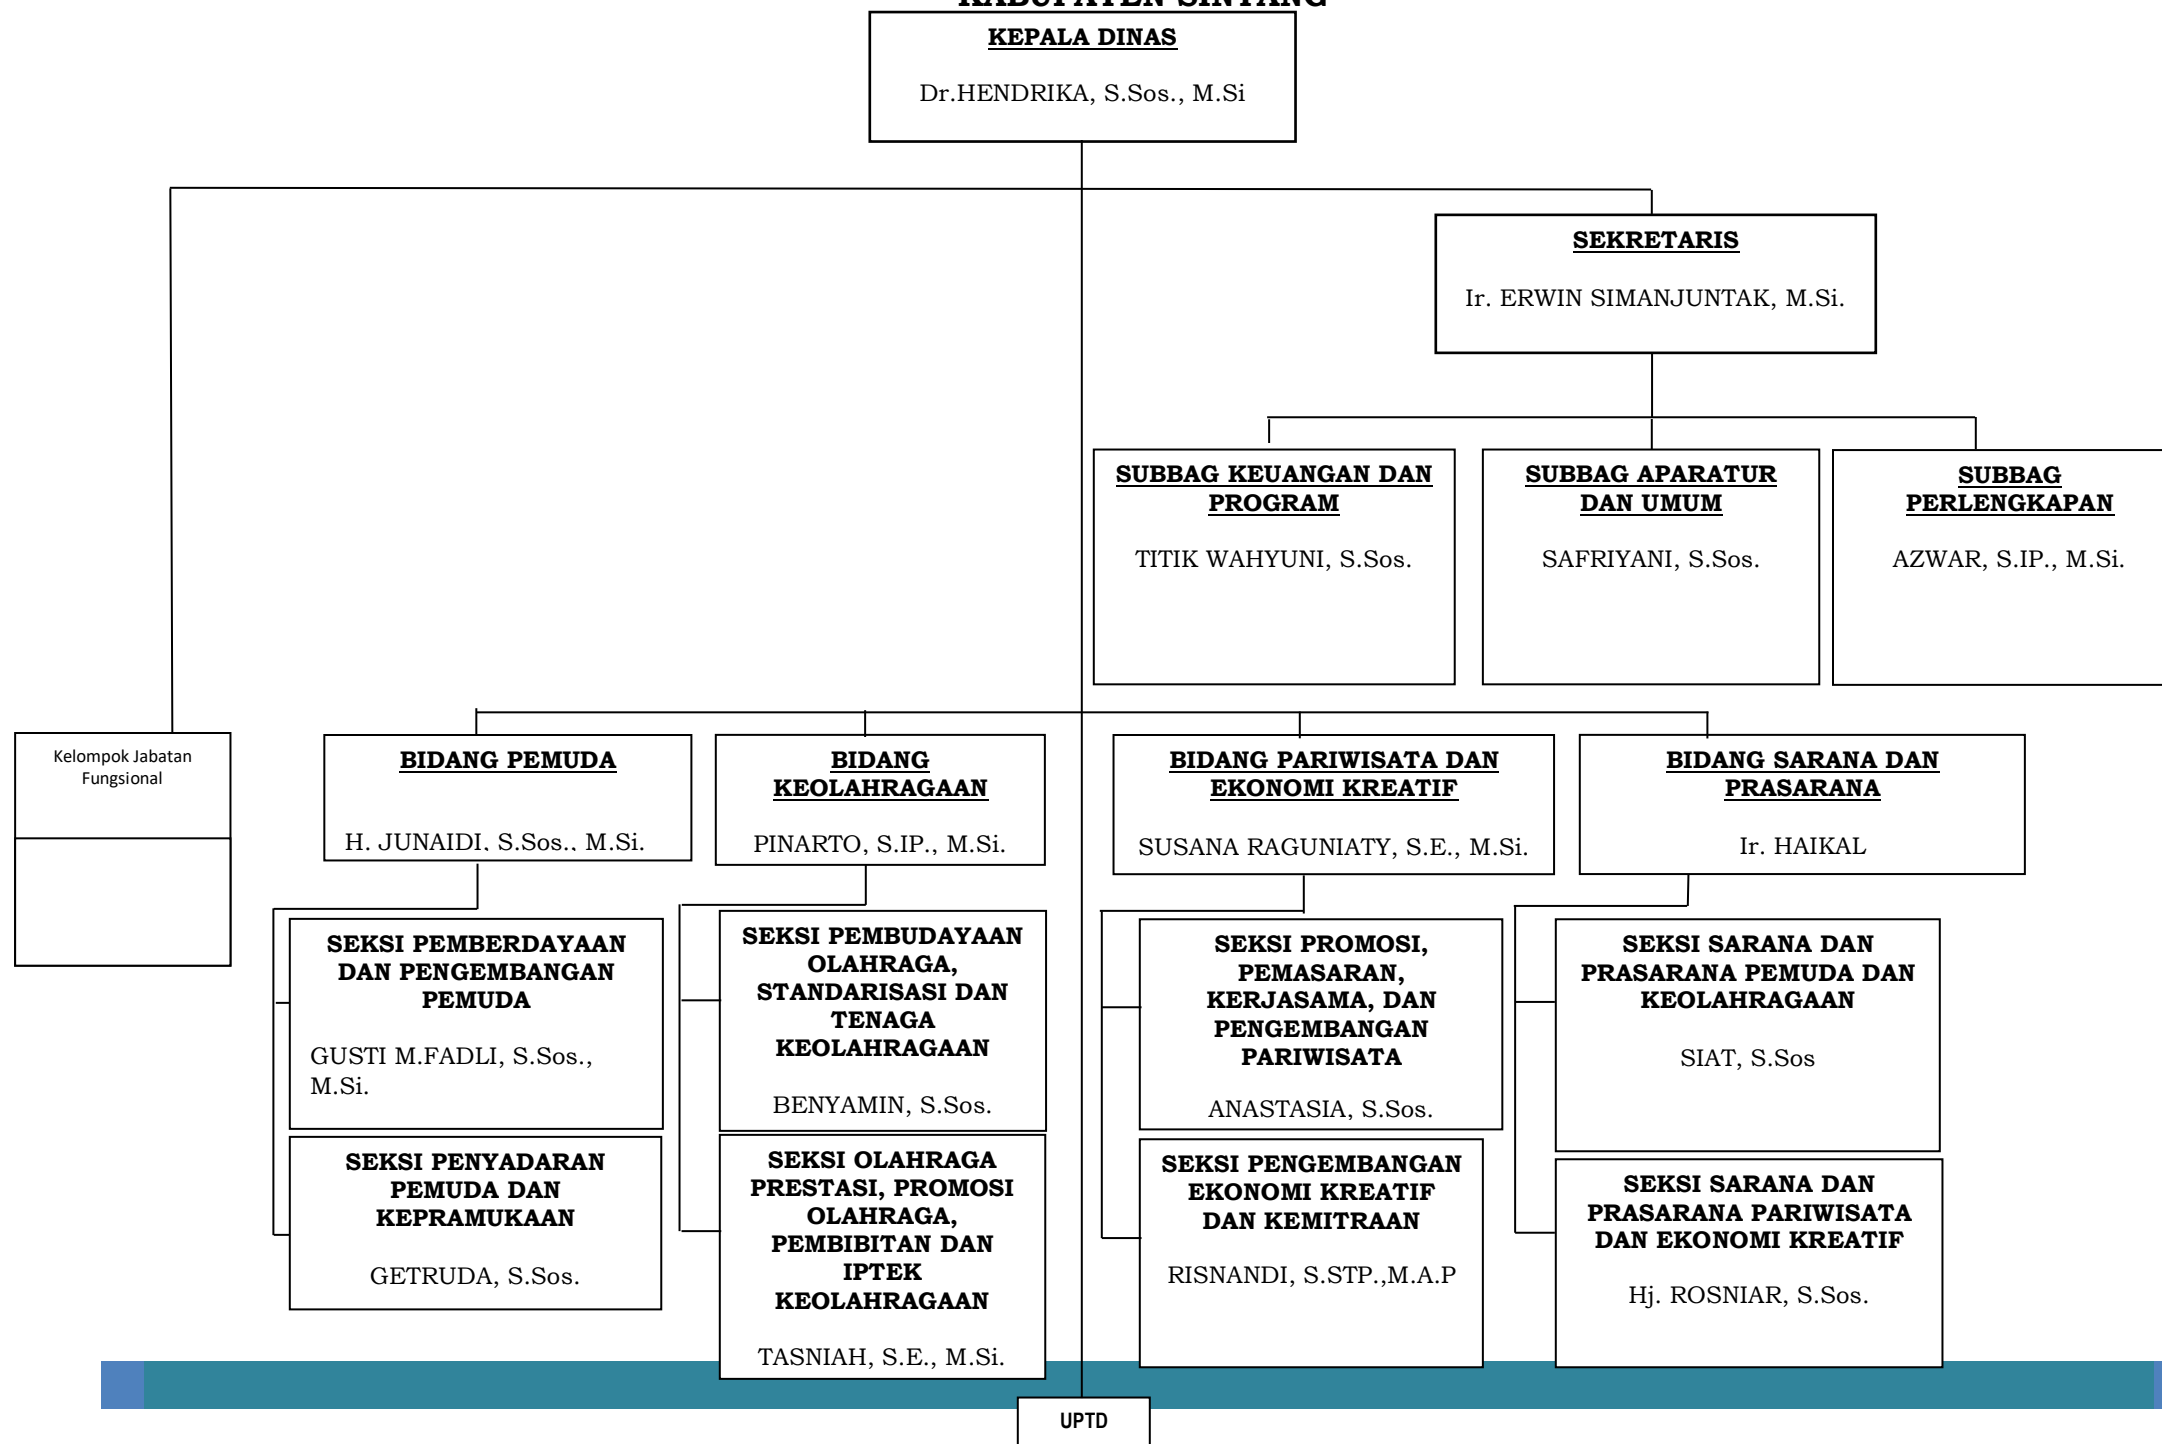 KABUPATEN SINTANG
KEPALA DINAS
Dr.HENDRIKA, S.Sos., M.Si
SEKRETARIS
Ir. ERWIN SIMANJUNTAK, M.Si.
SUBBAG KEUANGAN DAN
PROGRAM
TITIK WAHYUNI, S.Sos.
SUBBAG APARATUR
DAN UMUM
SAFRIYANI, S.Sos.
SUBBAG
PERLENGKAPAN
AZWAR, S.IP., M.Si.
Kelompok Jabatan
Fungsional
BIDANG PEMUDA
H. JUNAIDI, S.Sos., M.Si.
BIDANG
KEOLAHRAGAAN
PINARTO, S.IP., M.Si.
BIDANG PARIWISATA DAN
EKONOMI KREATIF
SUSANA RAGUNIATY, S.E., M.Si.
BIDANG SARANA DAN
PRASARANA
Ir. HAIKAL
SEKSI PEMBERDAYAAN
DAN PENGEMBANGAN
PEMUDA
GUSTI M.FADLI, S.Sos.,
M.Si.
SEKSI PENYADARAN
PEMUDA DAN
KEPRAMUKAAN
GETRUDA, S.Sos.
SEKSI PEMBUDAYAAN
OLAHRAGA,
STANDARISASI DAN
TENAGA
KEOLAHRAGAAN
BENYAMIN, S.Sos.
SEKSI OLAHRAGA
PRESTASI, PROMOSI
OLAHRAGA,
PEMBIBITAN DAN
IPTEK
KEOLAHRAGAAN
TASNIAH, S.E., M.Si.
SEKSI PROMOSI,
PEMASARAN,
KERJASAMA, DAN
PENGEMBANGAN
PARIWISATA
ANASTASIA, S.Sos.
SEKSI PENGEMBANGAN
EKONOMI KREATIF
DAN KEMITRAAN
RISNANDI, S.STP.,M.A.P
SEKSI SARANA DAN
PRASARANA PEMUDA DAN
KEOLAHRAGAAN
SIAT, S.Sos
SEKSI SARANA DAN
PRASARANA PARIWISATA
DAN EKONOMI KREATIF
Hj. ROSNIAR, S.Sos.
UPTD